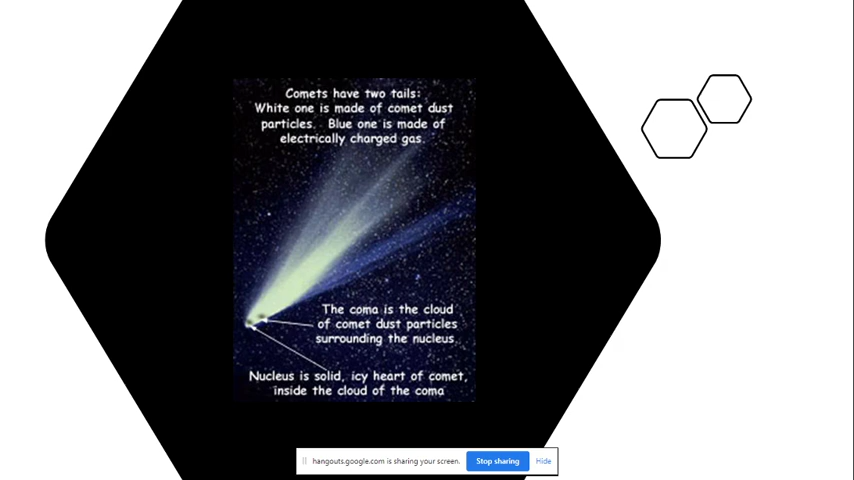 Comets have two tails:
White one is made of comet dust
particles. Blue one is made of
electrically charged gas.
The coma is the cloud
of comet dust particles
surrounding the nucleus
Nucleus is solid, icy heart of comet,
inside the cloud of the coma
hangouts.google.com is sharing your screen. Stop sharing Hide